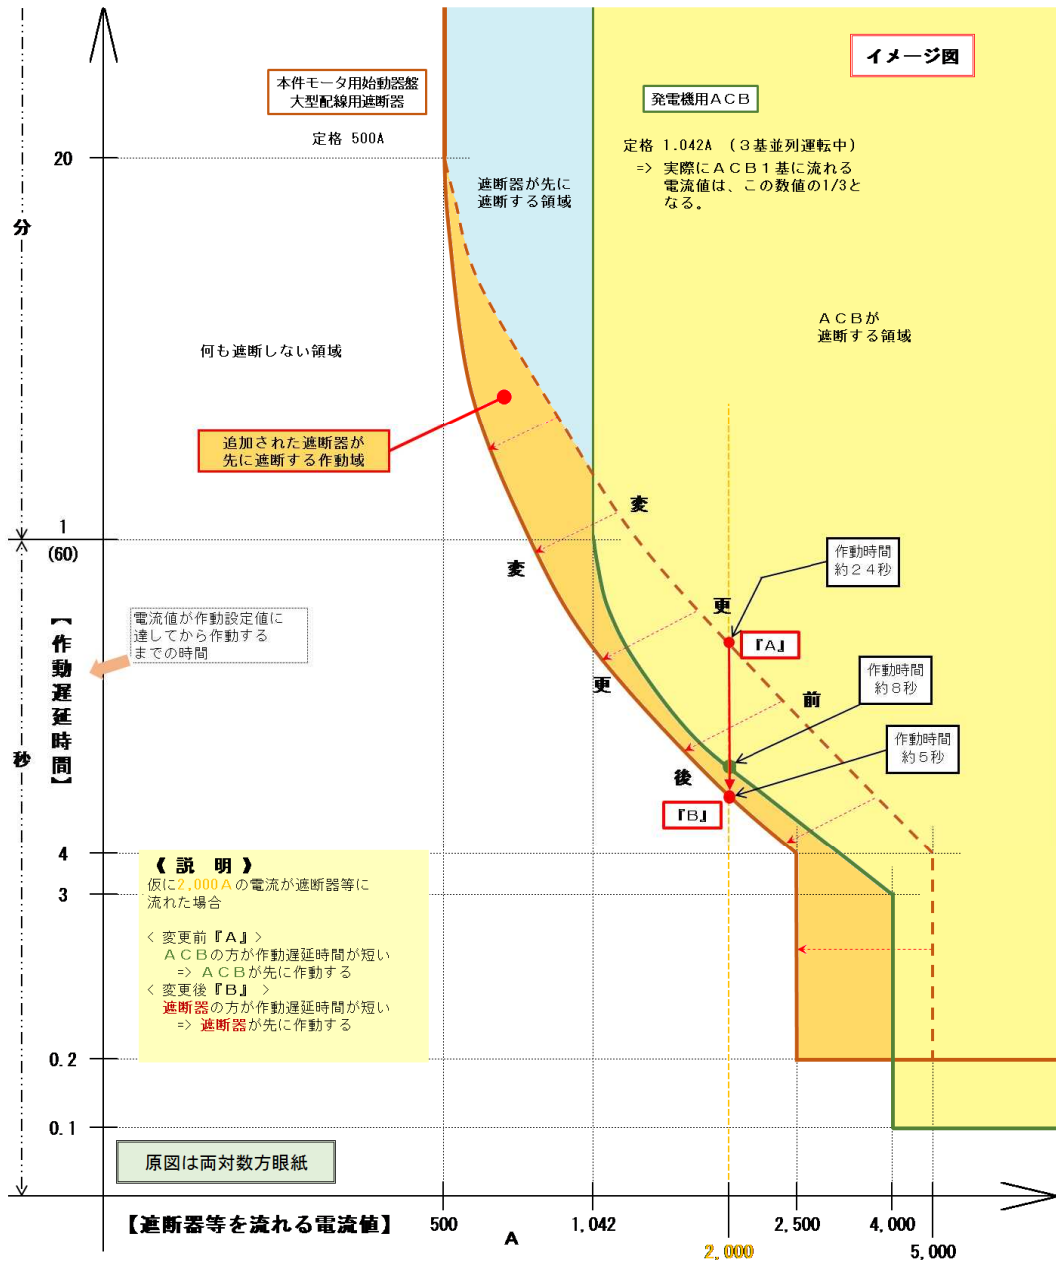 イメージ図
本件モータ用始動器盤
大型配線用遮断器
定格 500A
発電機用ACB
定格 1.042A (3基並列運転中)
=> 実際にACB1基に流れる
電流値は、この数値の1/3と
なる。
20
遮断器が先に
遮断する領域
分
ACBが
遮断する領域
何も遮断しない領域
追加された遮断器が
先に遮断する作動域
変
1
(60)
変
作動時間
約24秒
電流値が作動設定値に
達してから作動する
までの時間
更
『A』
【作動遅延時間】
更
作動時間
約8秒
前
作動時間
約5秒
秒
後
『B』
4
3
《 説 明 》
仮に2,000Aの電流が遮断器等に
流れた場合
< 変更前『A』>
ACBの方が作動遅延時間が短い
=> ACBが先に作動する
< 変更後『B』 >
遮断器の方が作動遅延時間が短い
=> 遮断器が先に作動する
0.2
0.1
原図は両対数方眼紙
【遮断器等を流れる電流値】
A
500
1,042
2,000
2,500
4,000
5,000